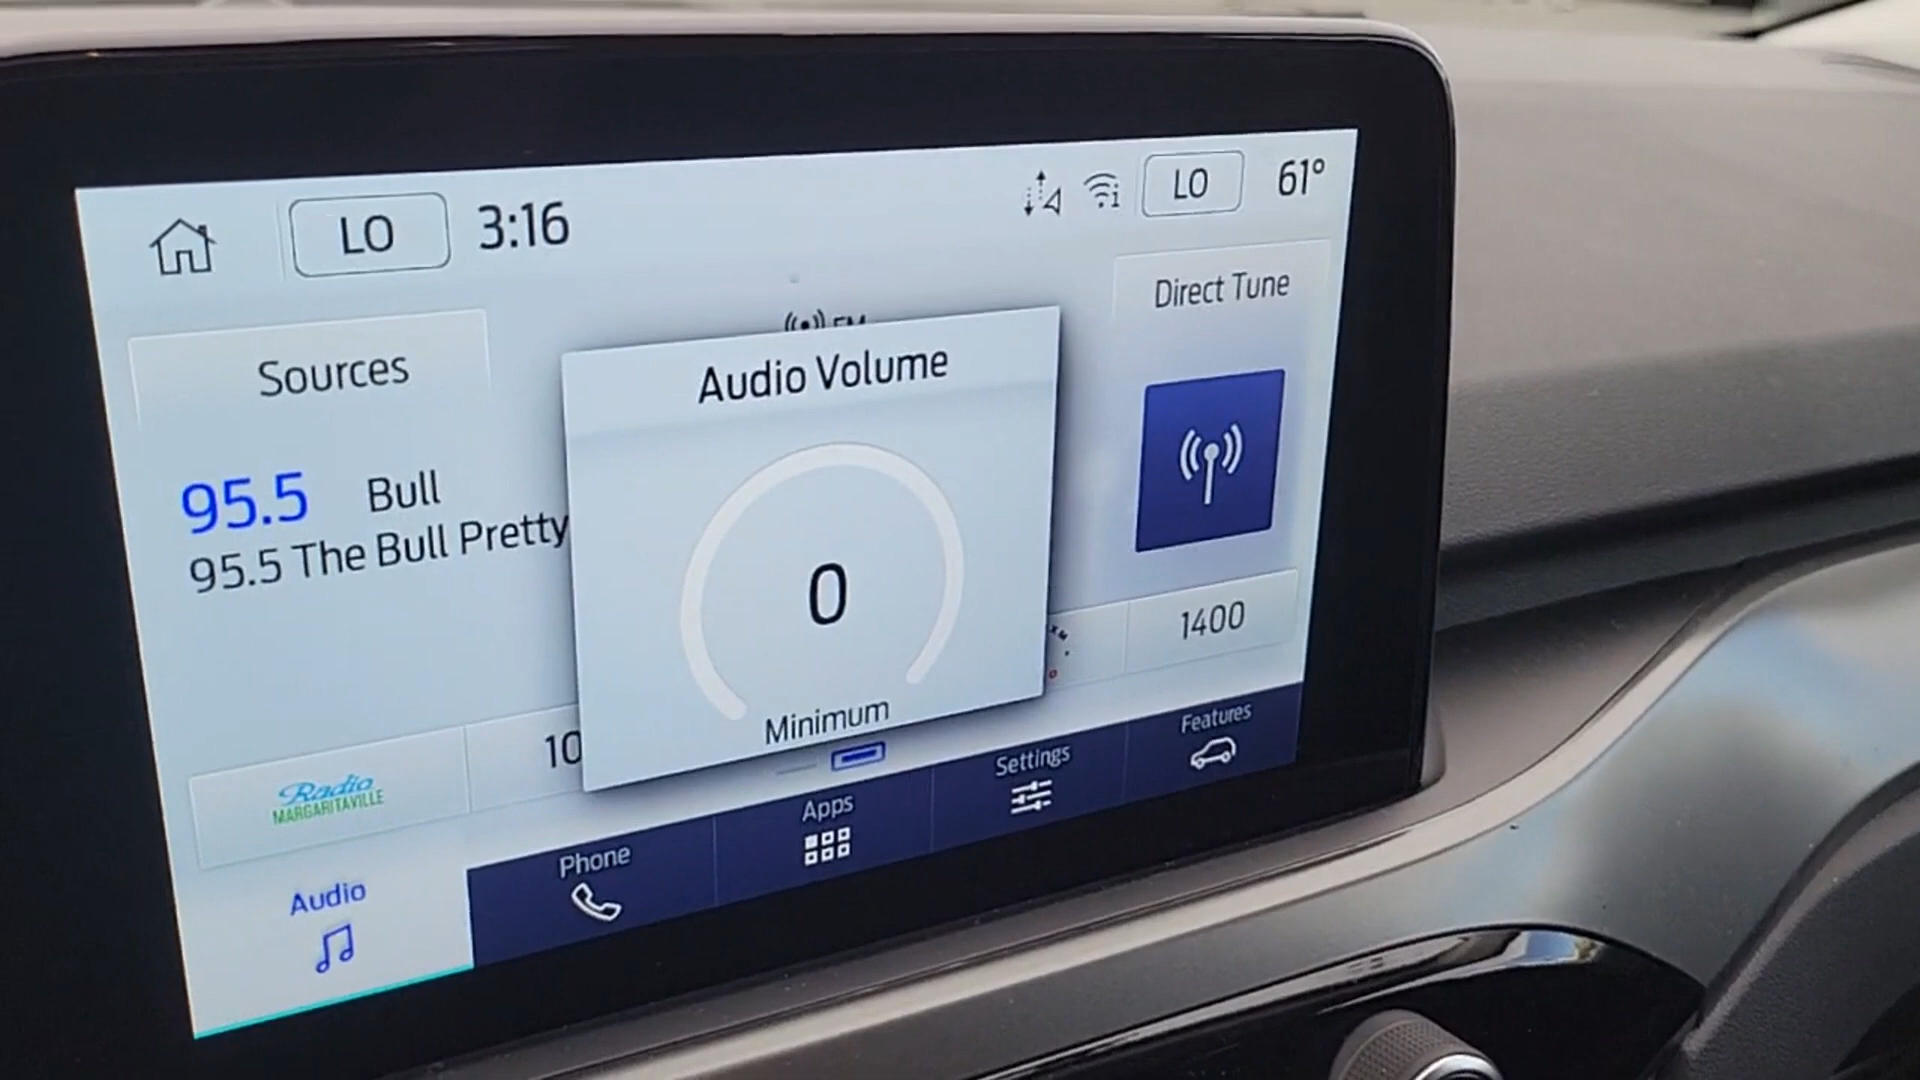 LO
3:16
LO
61°
Sources
Direct Tune
Audio Volume
95.5 Bull
95.5 The Bull Pretty
0
Minimum
1400
Radio
MARGARITAVILLE
10
Audio
Phone
Apps
Settings
Features